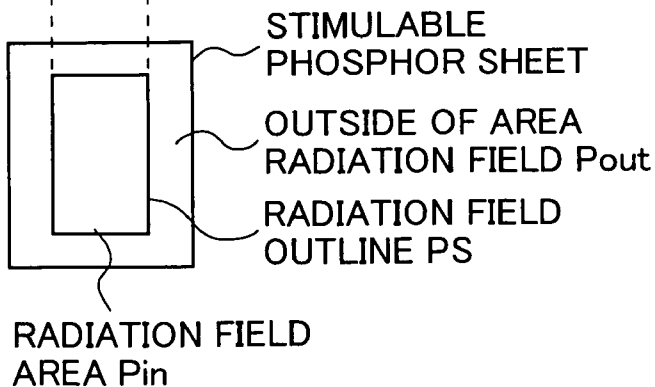 STIMULABLE
PHOSPHOR SHEET
OUTSIDE OF AREA
RADIATION FIELD Pout
RADIATION FIELD
OUTLINE PS
RADIATION FIELD
AREA Pin